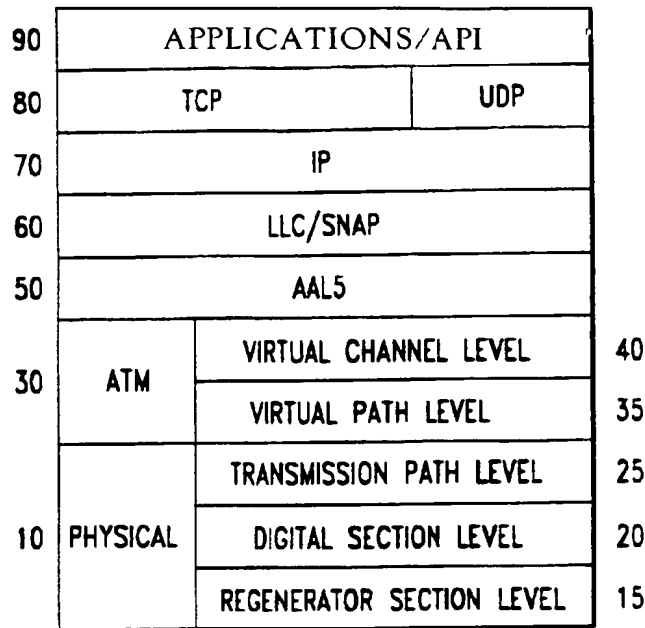 90 APPLICATIONS/API
80 TCP UDP
70 IP
60 LLC/SNAP
50 AAL5
VIRTUAL CHANNEL LEVEL 40
30 ATM
VIRTUAL PATH LEVEL 35
TRANSMISSION PATH LEVEL 25
10 PHYSICAL DIGITAL SECTION LEVEL 20
REGENERATOR SECTION LEVEL 15